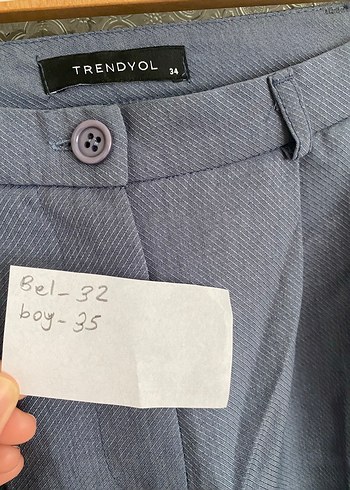 TRENDYOL
34
Bel - 32
boy - 35